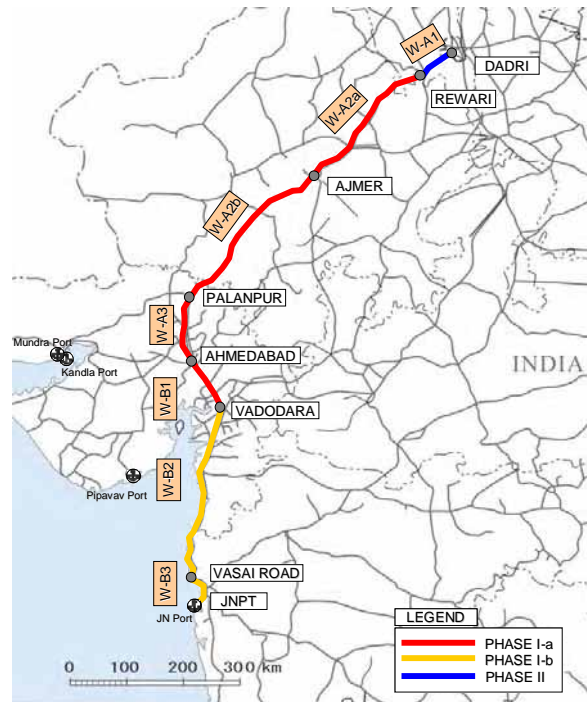 W-A1
DADRI
REWARI
W-A2a
AJMER
W-A2b
PALANPUR
W-A3
Mundra Port
AHMEDABAD
Kandla Port
INDIA
W-B1
VADODARA
W-B2
Pipavav Port
W-B3
VASAI ROAD
JNPT
JN Port
LEGEND
PHASE I-a
PHASE I-b
PHASE II
0 100 200 300 km